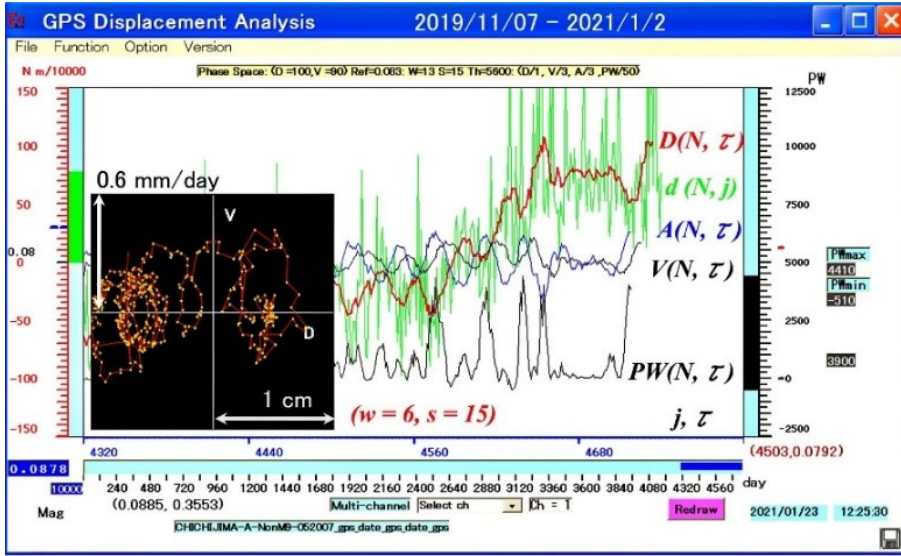 GPS Displacement Analysis 2019/11/07 – 2021/1/2
File Function Option Version
N m/10000
Phase Space: (D =100,V =90) Ref=0.083: W=13 S=15 Th=5600: (D/1, V/3, A/3 ,PW/50)
PW
150
100
50
0.08
0
-50
-100
-150
12500
10000
7500
5000
2500
-0
-2500
0.6 mm/day
V
D
1 cm
D(N, τ)
d (N, j)
A(N, τ)
V(N, τ)
PW(N, τ)
j, τ
(w = 6, s = 15)
PWmax
4410
PWmin
-510
3900
4320 4440 4560 4680
(4503,0.0792)
0.0878
10000
240 480 720 960 1200 1440 1680 1920 2160 2400 2640 2880 3120 3360 3600 3840 4080 4320 4560 day
Mag
(0.0885, 0.3553)
Multi-channel Select ch Ch = 1
Redraw
2021/01/23 12:25:30
CHICHIJIMA-A-NonM9-052007_gps_date_gps_date_gps